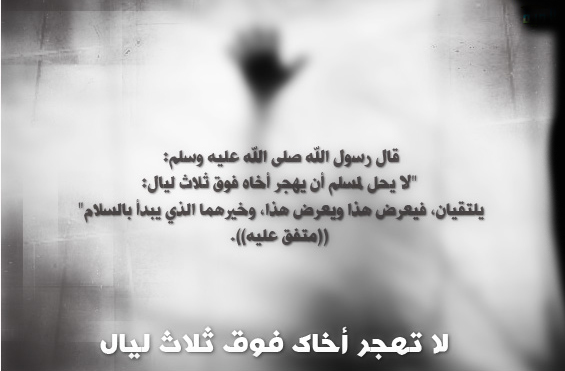 قال رسول الله صلى الله عليه وسلم:
"لا يحل لمسلم أن يهجر أخاه فوق ثلاث ليال:
يلتقيان، فيعرض هذا ويعرض هذا، وخيرهما الذي يبدأ بالسلام"
((متفق عليه)).
لا تهجر أخاك فوق ثلاث ليال